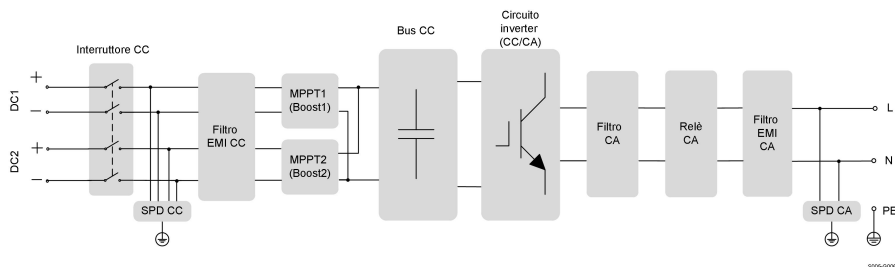 Circuito
inverter
(CC/CA)
Bus CC
Interruttore CC
DC1
+
−
DC2
+
−
Filtro
EMI CC
MPPT1
(Boost1)
MPPT2
(Boost2)
Filtro
CA
Relè
CA
Filtro
EMI
CA
L
N
PE
SPD CC
SPD CA